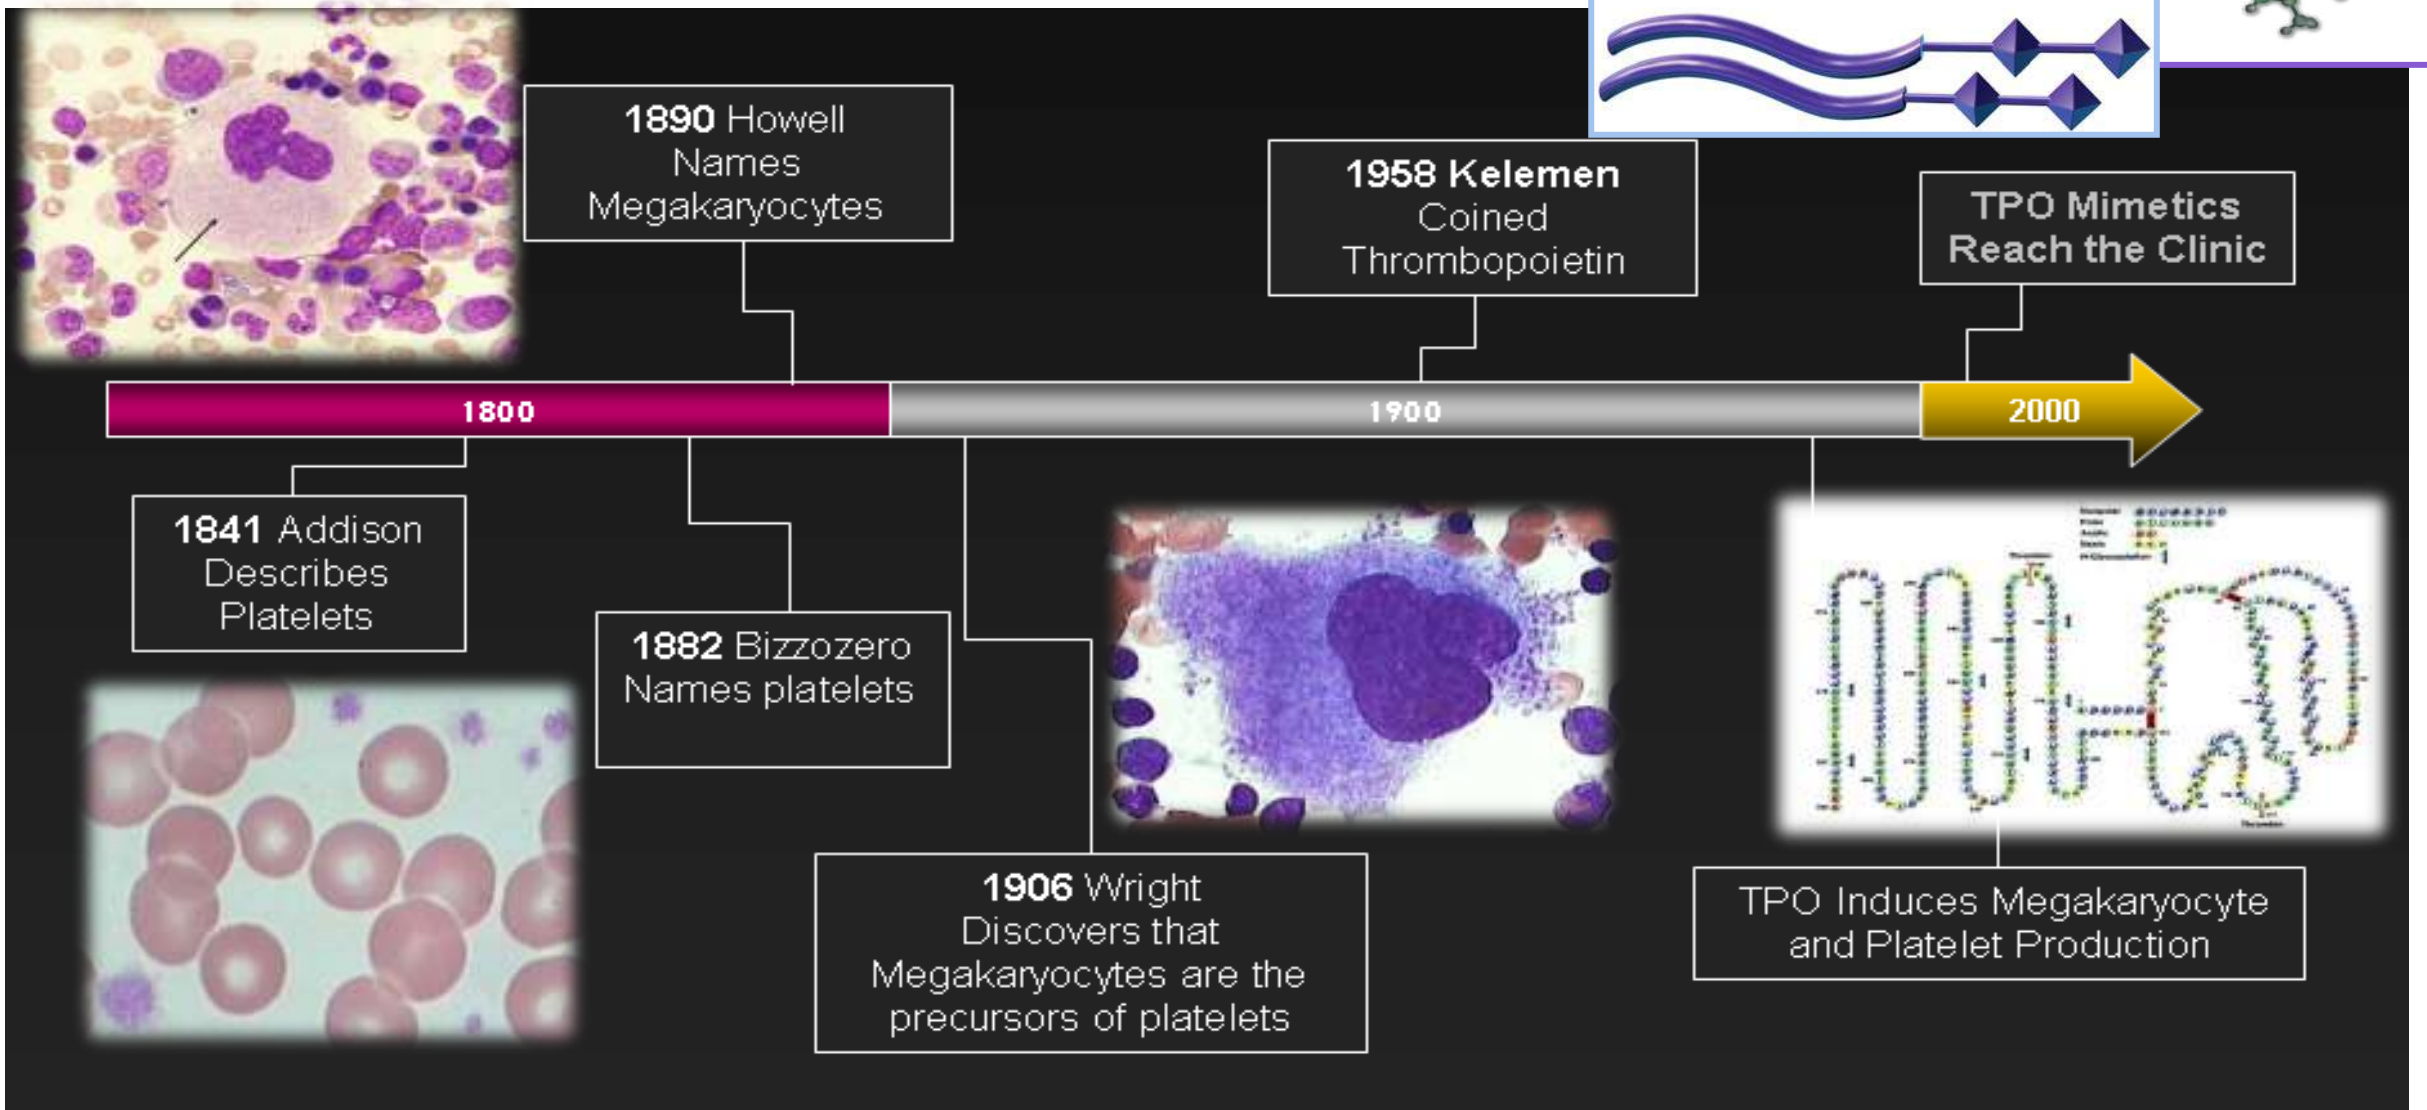 1890 Howell
Names
Megakaryocytes
1958 Kelemen
Coined
Thrombopoietin
TPO Mimetics
Reach the Clinic
1800
1900
2000
1841 Addison
Describes
Platelets
1882 Bizzozero
Names platelets
1906 Wright
Discovers that
Megakaryocytes are the
precursors of platelets
TPO Induces Megakaryocyte
and Platelet Production